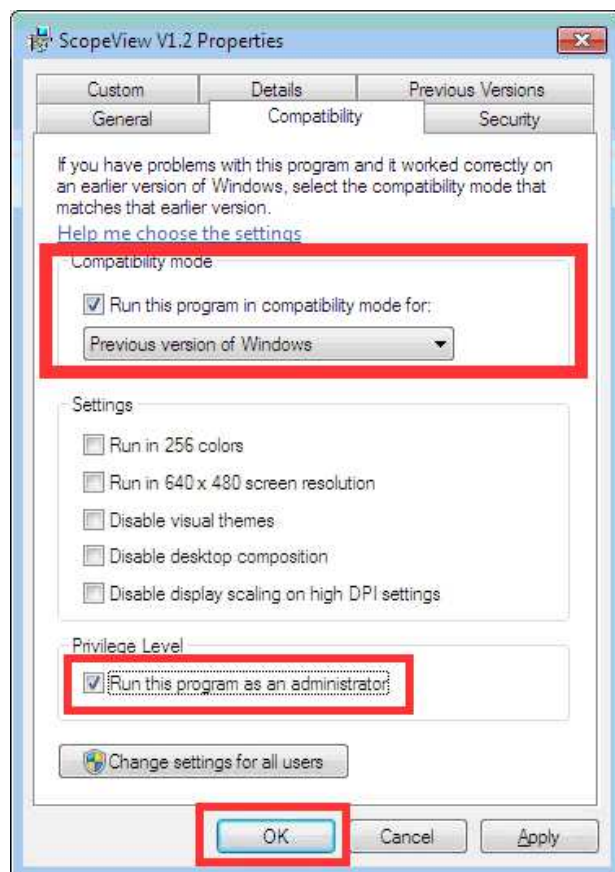 ScopeView V1.2 Properties
Custom Details Previous Versions
General Compatibility Security
If you have problems with this program and it worked correctly on
an earlier version of Windows, select the compatibility mode that
matches that earlier version.
Help me choose the settings
Compatibility mode
Run this program in compatibility mode for:
Previous version of Windows
Settings
Run in 256 colors
Run in 640 x 480 screen resolution
Disable visual themes
Disable desktop composition
Disable display scaling on high DPI settings
Privilege Level
Run this program as an administrator
Change settings for all users
OK Cancel Apply